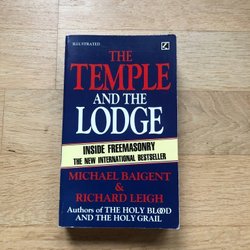 ILLUSTRATED
THE
TEMPLE
AND THE
LODGE
INSIDE FREEMASONRY
THE NEW INTERNATIONAL BESTSELLER
MICHAEL BAIGENT
&
RICHARD LEIGH
Authors of THE HOLY BLOOD
AND THE HOLY GRAIL